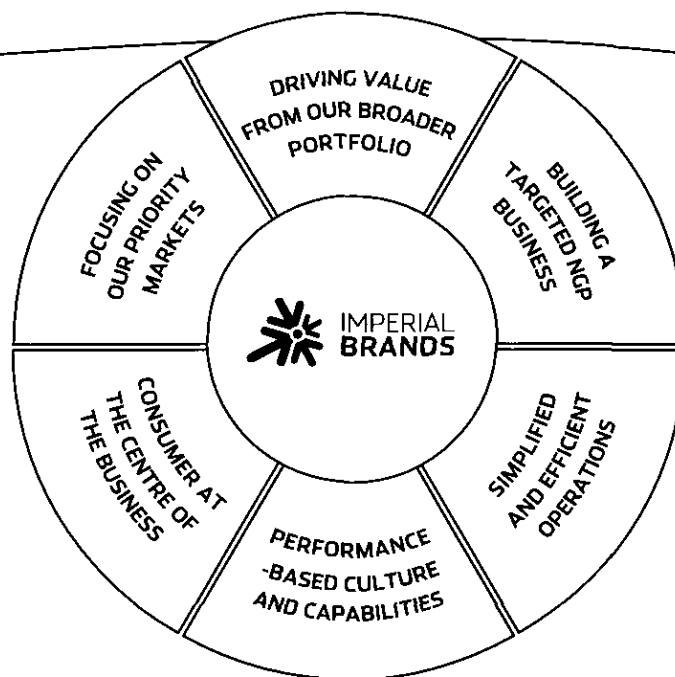 DRIVING VALUE
FROM OUR BROADER
PORTFOLIO
BUILDING A
TARGETED NGP
BUSINESS
SIMPLIFIED
AND EFFICIENT
OPERATIONS
PERFORMANCE
-BASED CULTURE
AND CAPABILITIES
CONSUMER AT
THE CENTRE OF
THE BUSINESS
FOCUSING ON
OUR PRIORITY
MARKETS
IMPERIAL
BRANDS